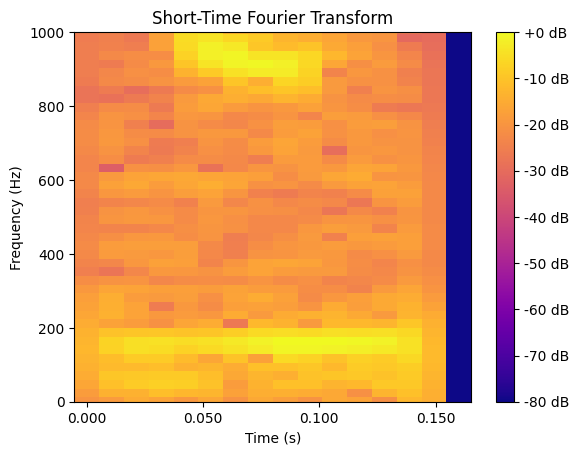 Short-Time Fourier Transform
1000
800
600
400
200
0
Frequency (Hz)
0.000
0.050
0.100
0.150
Time (s)
+0 dB
-10 dB
-20 dB
-30 dB
-40 dB
-50 dB
-60 dB
-70 dB
-80 dB